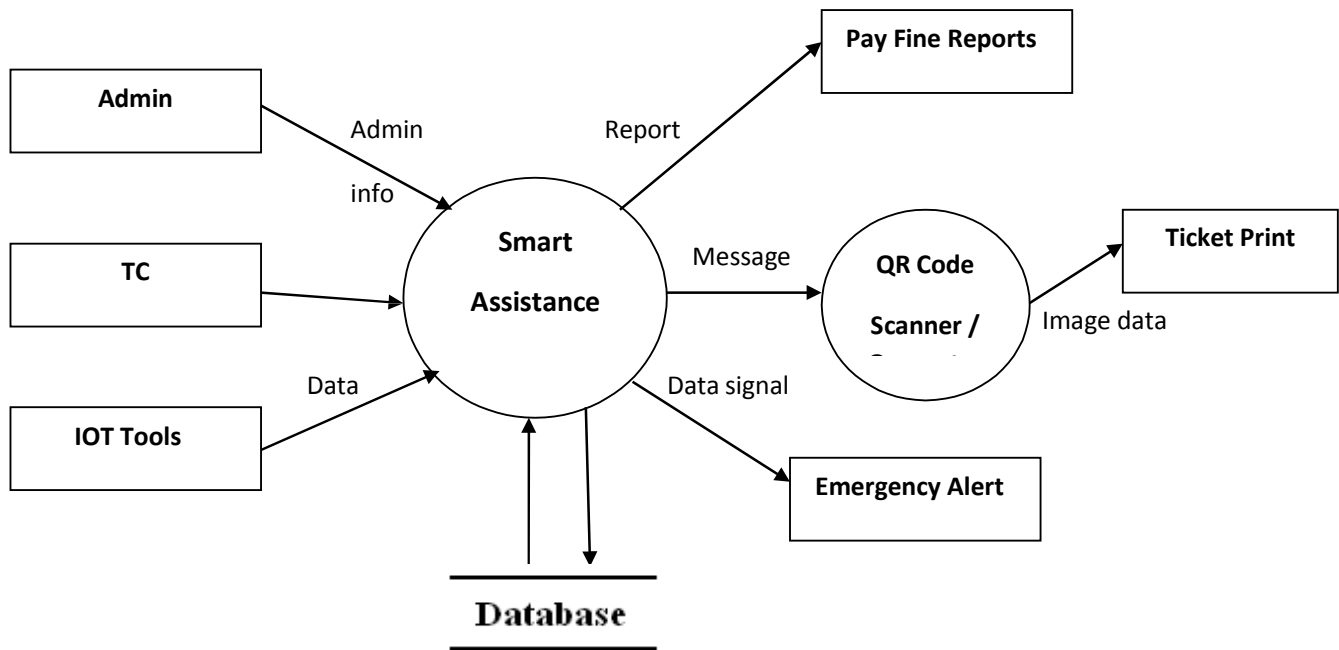 Pay Fine Reports
Admin
Admin
info
Report
Smart
Assistance
TC
Message
QR Code
Scanner /
Ticket Print
Image data
Data
Data signal
IOT Tools
Emergency Alert
Database